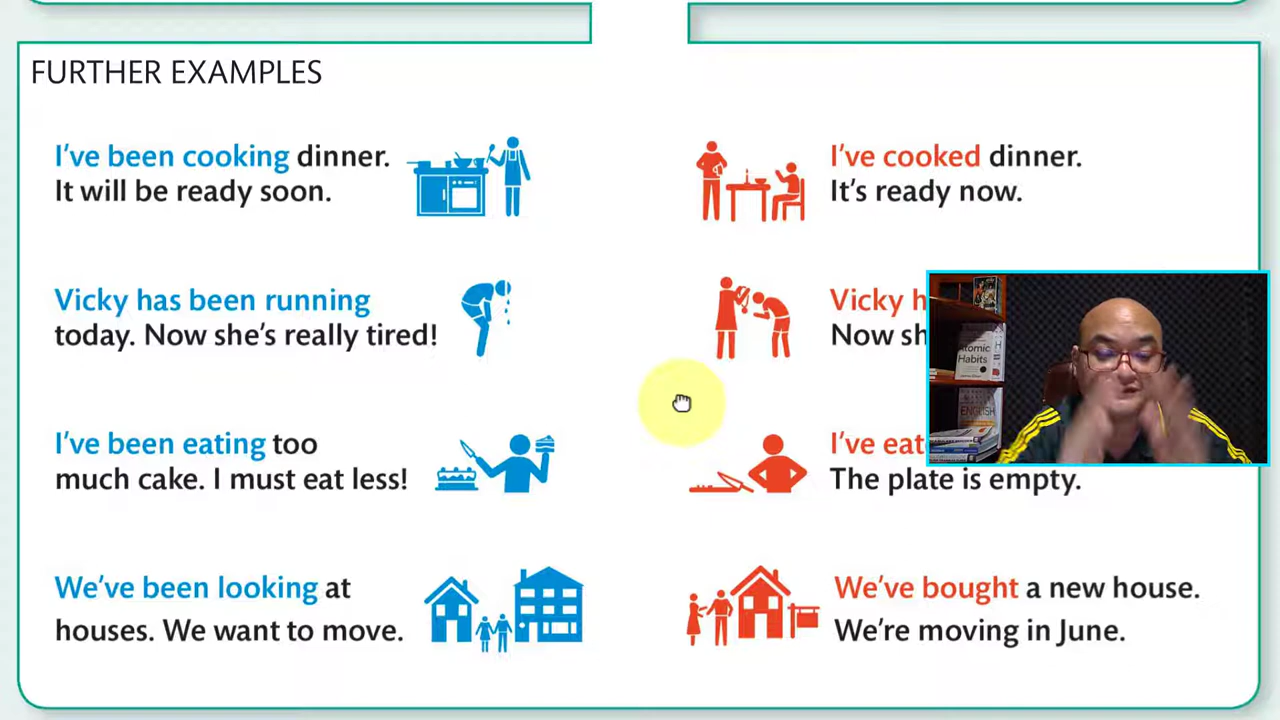 FURTHER EXAMPLES
I've been cooking dinner.
It will be ready soon.
I've cooked dinner.
It's ready now.
Vicky has been running
today. Now she's really tired!
Vicky
Now
I've been eating too
much cake. I must eat less!
I've
The plate is empty.
We've been looking at
houses. We want to move.
We've bought a new house.
We're moving in June.
Atomic
Habits
ENGLISH